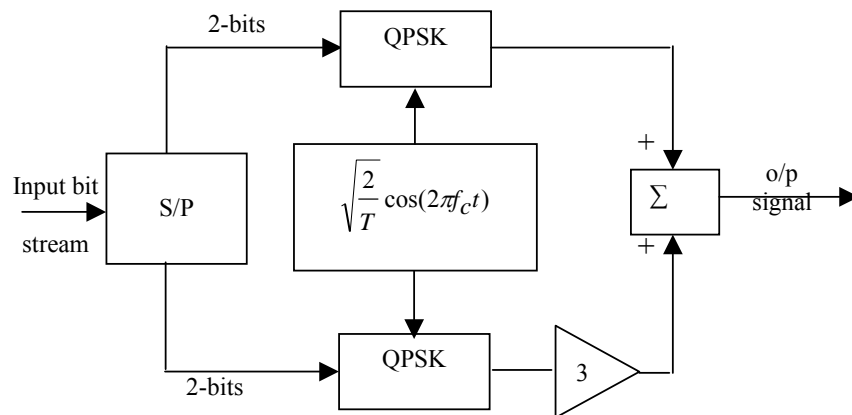 2-bits
QPSK
Input bit
stream
S/P
√(2/T) cos(2πf_c t)
+
Σ
+
o/p
signal
2-bits
QPSK
3